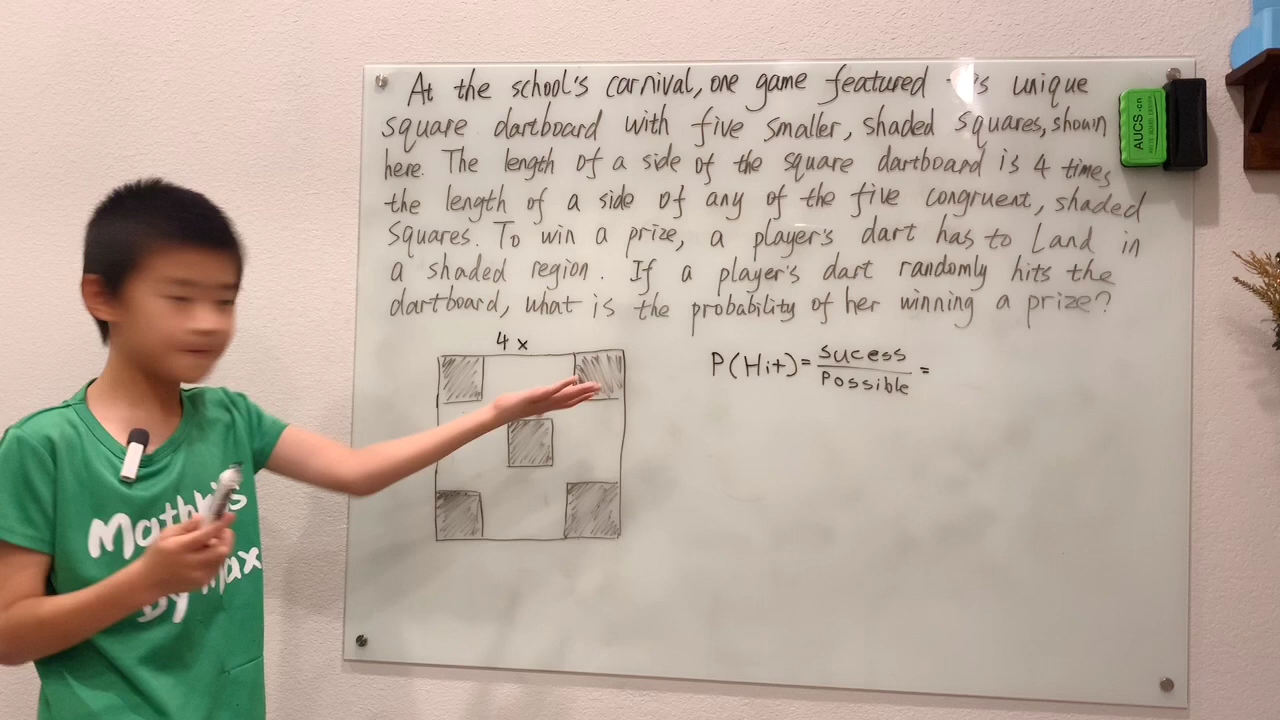 At the school's carnival, one game featured unique
square dartboard with five smaller, shaded squares, shown
here. The length of a side of the square dartboard is 4 times
the length of a side of any of the five congruent, shaded
squares. To win a prize, a player's dart has to Land in
a shaded region. If a player's dart randomly hits the
dartboard, what is the probability of her winning a prize?
4x
P(Hit)= sucess
possible =
AUCS.cn
By